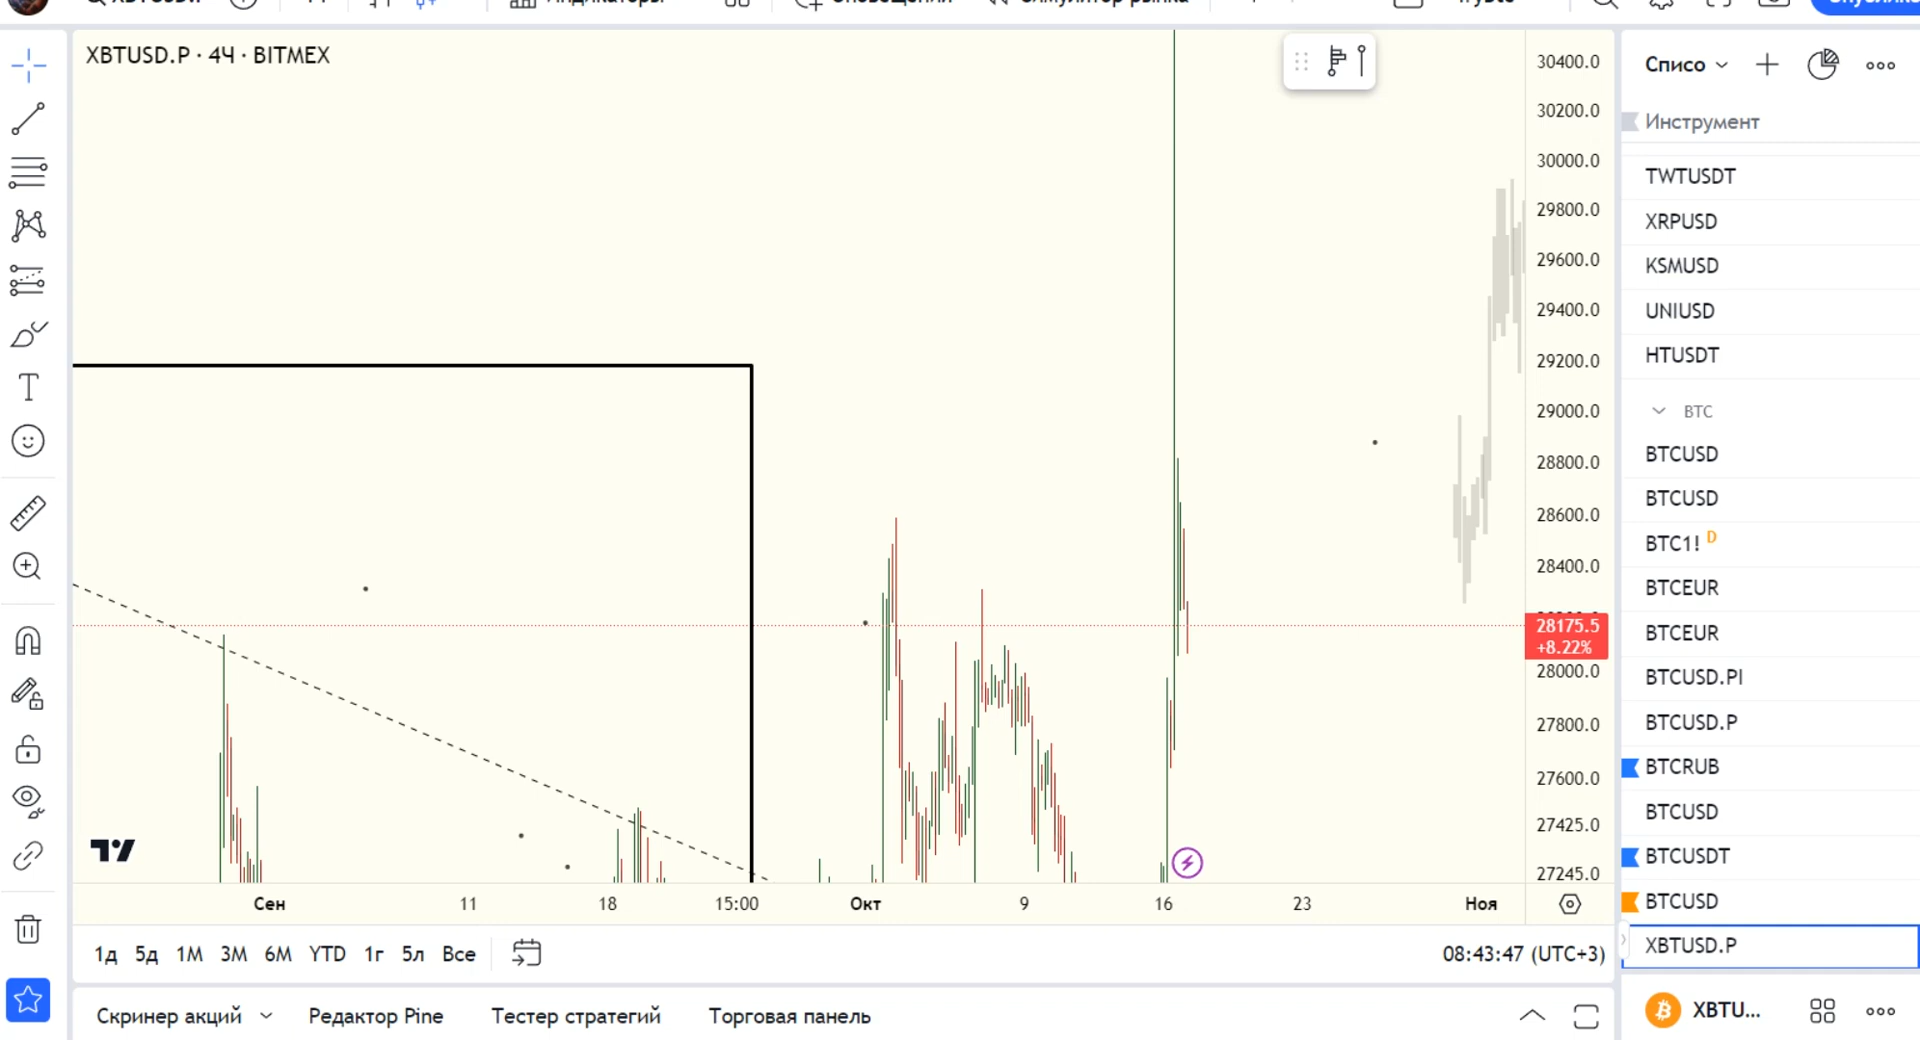 XBTUSD.P · 4Ч · BITMEX
30400.0
30200.0
30000.0
29800.0
29600.0
29400.0
29200.0
29000.0
28800.0
28600.0
28400.0
28175.5
+8.22%
28000.0
27800.0
27600.0
27425.0
27245.0
Сен
11
18
15:00
Окт
9
16
23
Ноя
1д 5д 1М 3М 6М YTD 1г 5л Все
08:43:47 (UTC+3)
Скринер акций
Редактор Pine
Тестер стратегий
Торговая панель
Списо
Инструмент
TWTUSDT
XRPUSD
KSMUSD
UNIUSD
HTUSDT
BTC
BTCUSD
BTCUSD
BTC1! D
BTCEUR
BTCEUR
BTCUSD.PI
BTCUSD.P
BTCRUB
BTCUSD
BTCUSDT
BTCUSD
XBTUSD.P
XBTU...